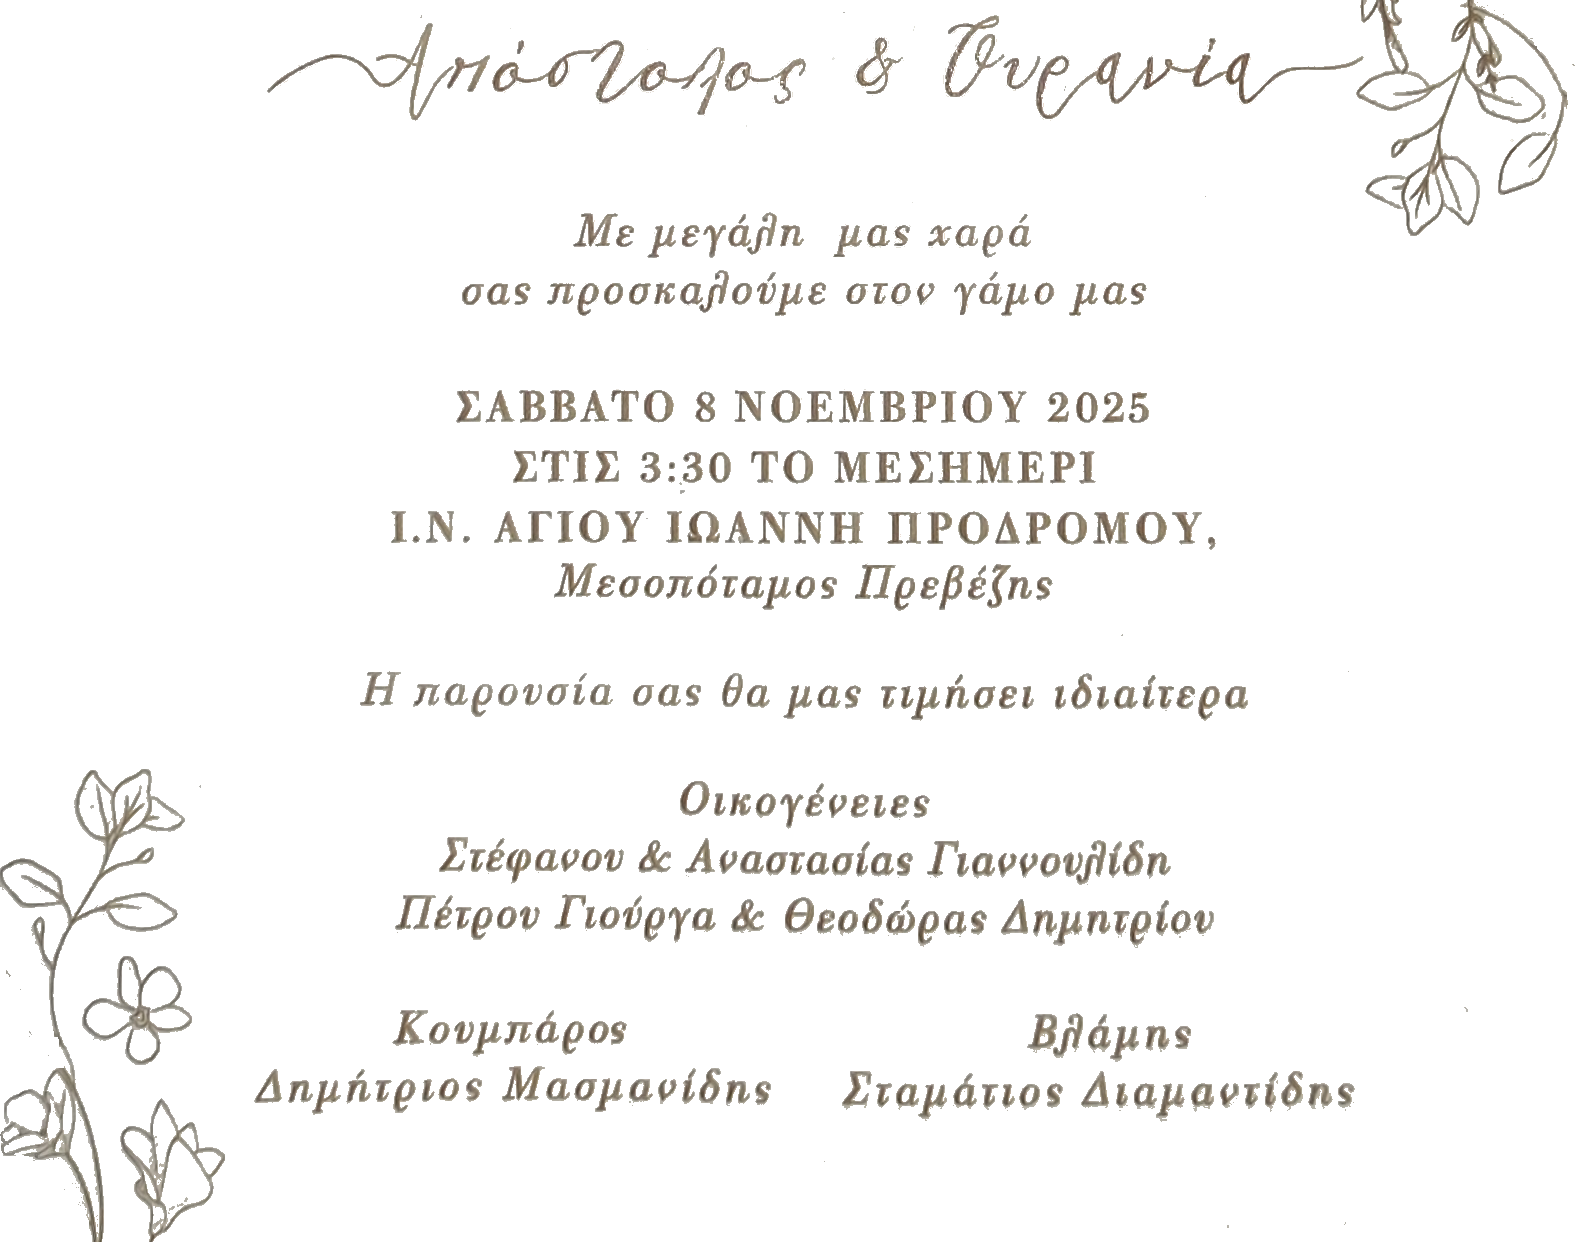 Απόστολος & Ουρανία
Με μεγάλη μας χαρά
σας προσκαλούμε στον γάμο μας
ΣΑΒΒΑΤΟ 8 ΝΟΕΜΒΡΙΟΥ 2025
ΣΤΙΣ 3:30 ΤΟ ΜΕΣΗΜΕΡΙ
Ι.Ν. ΑΓΙΟΥ ΙΩΑΝΝΗ ΠΡΟΔΡΟΜΟΥ,
Μεσοπόταμος Πρεβέζης
Η παρουσία σας θα μας τιμήσει ιδιαίτερα
Οικογένειες
Στέφανου & Αναστασίας Γιαννουλίδη
Πέτρου Γιούργα & Θεοδώρας Δημητρίου
Κουμπάρος
Δημήτριος Μασμανίδης
Βλάμης
Σταμάτιος Διαμαντίδης